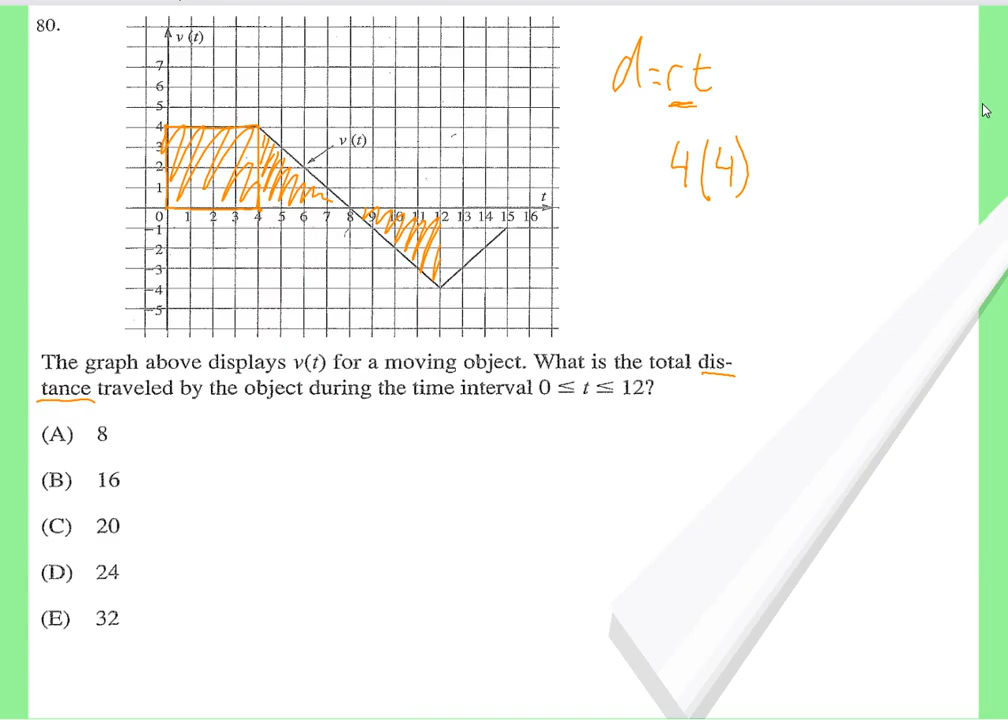 80.
v (t)
7
6
5
4
3
2
1
0 1 2 3 4 5 6 7 8 9 10 11 12 13 14 15 16 t
-1
-2
-3
-4
-5
v (t)
d=rt
4(4)
The graph above displays v(t) for a moving object. What is the total dis-
tance traveled by the object during the time interval 0 ≤ t ≤ 12?
(A) 8
(B) 16
(C) 20
(D) 24
(E) 32